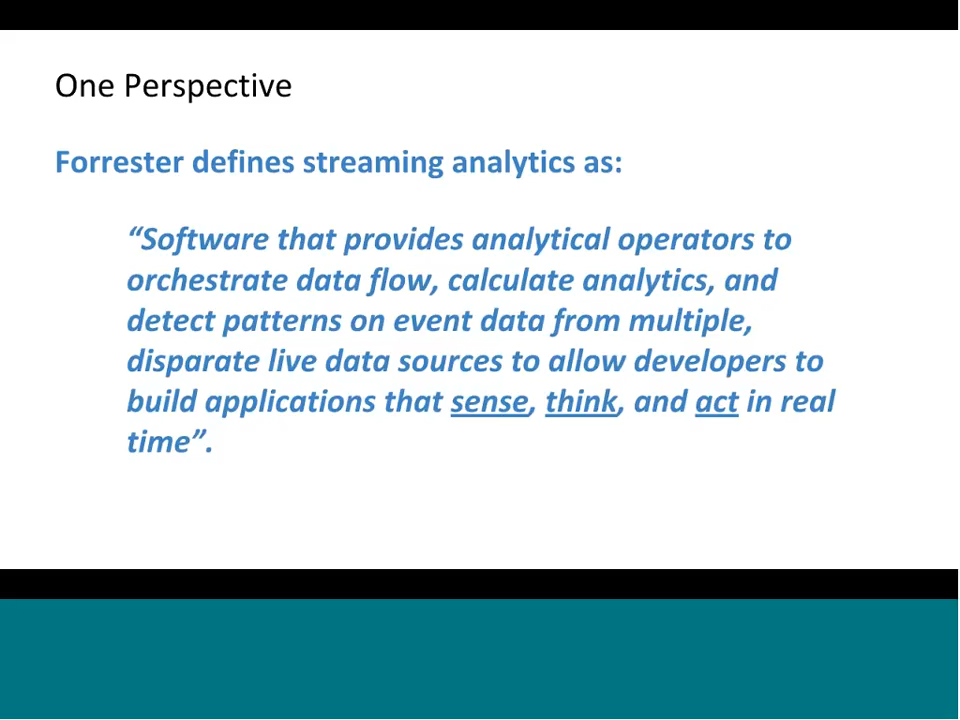 One Perspective
Forrester defines streaming analytics as:
“Software that provides analytical operators to
orchestrate data flow, calculate analytics, and
detect patterns on event data from multiple,
disparate live data sources to allow developers to
build applications that sense, think, and act in real
time”.